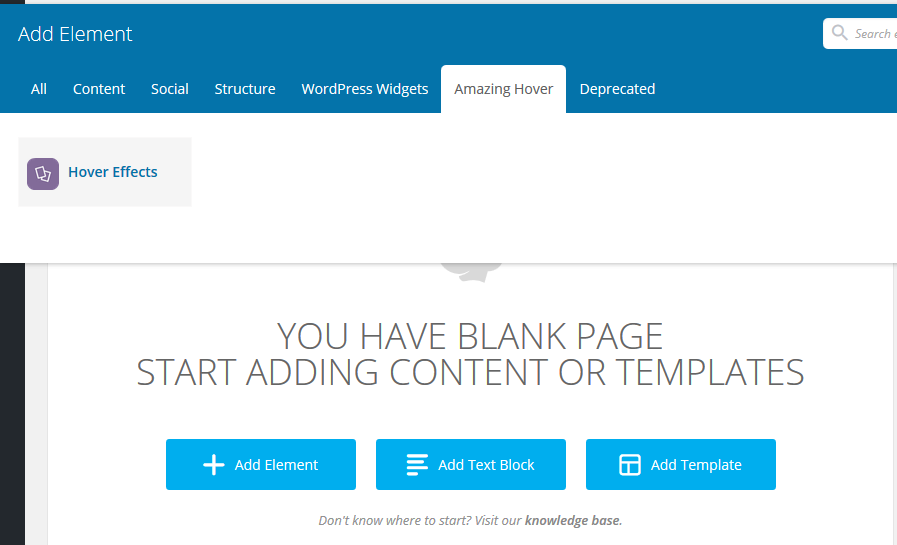 Add Element
Search
All Content Social Structure WordPress Widgets Amazing Hover Deprecated
Hover Effects
YOU HAVE BLANK PAGE
START ADDING CONTENT OR TEMPLATES
Add Element Add Text Block Add Template
Don't know where to start? Visit our knowledge base.